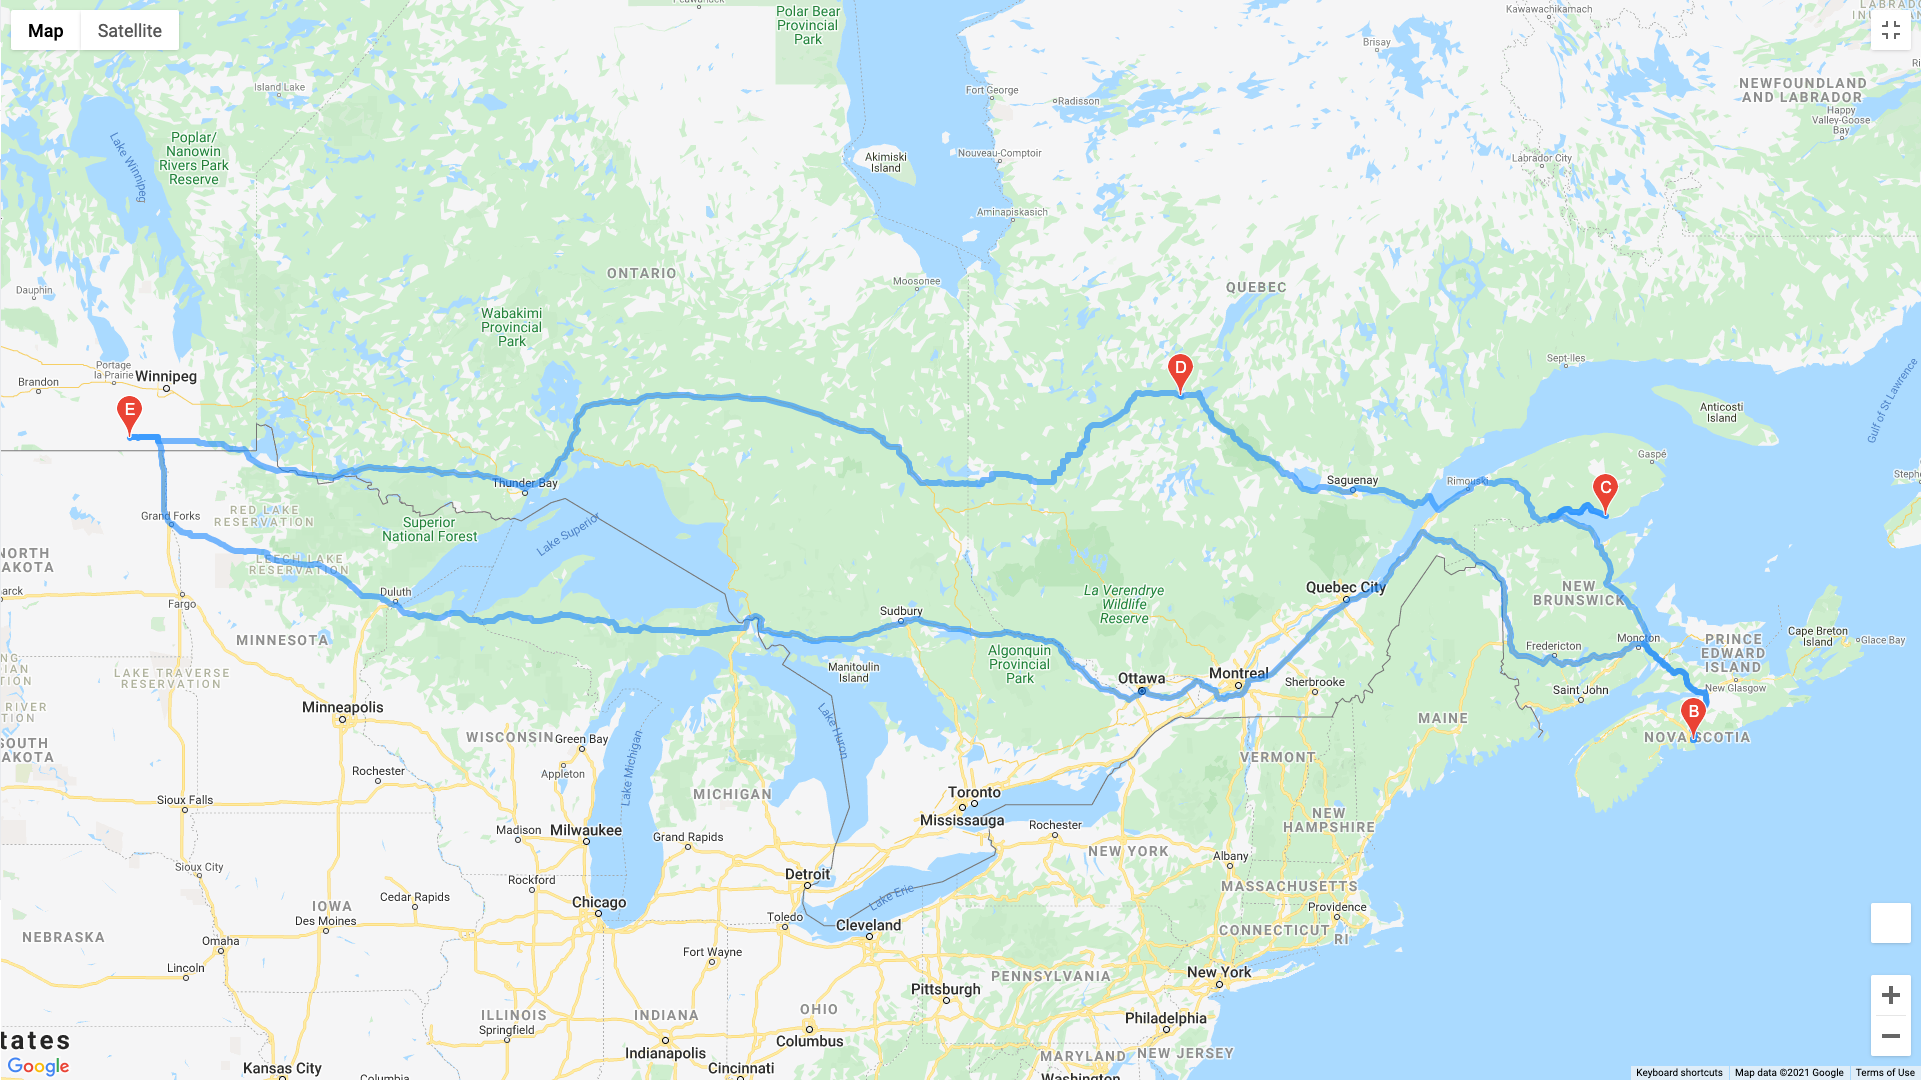 Map
Satellite
Peawanuck
Polar Bear
Provincial
Park
Kawawachikamach
LABRADO
Brisay
Island Lake
Fort George
Radisson
NEWFOUNDLAND
AND LABRADOR
Happy
Valley-Goose
Bay
Poplar/
Nanowin
Rivers Park
Reserve
Lake Winnipeg
Akimiski
Island
Nouveau-Comptoir
Labrador City
Aminapiskasich
ONTARIO
Moosonee
QUEBEC
Dauphin
Wabakimi
Provincial
Park
Portage
la Prairie
Winnipeg
Brandon
Sept-Iles
D
E
Anticosti
Island
Gulf of St Lawrence
Gaspé
Thunder Bay
Saguenay
Rimouski
C
Grand Forks
RED LAKE
RESERVATION
Superior
National Forest
Lake Superior
NORTH
AKOTA
LEECH LAKE
RESERVATION
Duluth
Fargo
Quebec City
NEW
BRUNSWICK
La Verendrye
Wildlife
Reserve
Sudbury
MINNESOTA
Algonquin
Provincial
Park
Manitoulin
Island
Fredericton
Moncton
PRINCE
EDWARD
ISLAND
Cape Breton
Island
Glace Bay
LAKE TRAVERSE
RESERVATION
Ottawa
Montreal
Sherbrooke
Saint John
New Glasgow
Minneapolis
RIVER
TION
B
MAINE
NOVA SCOTIA
WISCONSIN
Green Bay
Appleton
Lake Michigan
Lake Huron
SOUTH
AKOTA
VERMONT
Rochester
MICHIGAN
Toronto
Mississauga
Sioux Falls
Madison
Milwaukee
Grand Rapids
Rochester
NEW
HAMPSHIRE
NEW YORK
Albany
Sioux City
Detroit
Rockford
Lake Erie
MASSACHUSETTS
IOWA
Cedar Rapids
Chicago
Toledo
Cleveland
Providence
Des Moines
CONNECTICUT
RI
NEBRASKA
Omaha
Fort Wayne
Lincoln
PENNSYLVANIA
New York
Pittsburgh
ILLINOIS
INDIANA
OHIO
Springfield
Columbus
Philadelphia
tates
Indianapolis
MARYLAND
NEW JERSEY
Google
Kansas City
Columbia
Cincinnati
Washington
Keyboard shortcuts
Map data ©2021 Google
Terms of Use